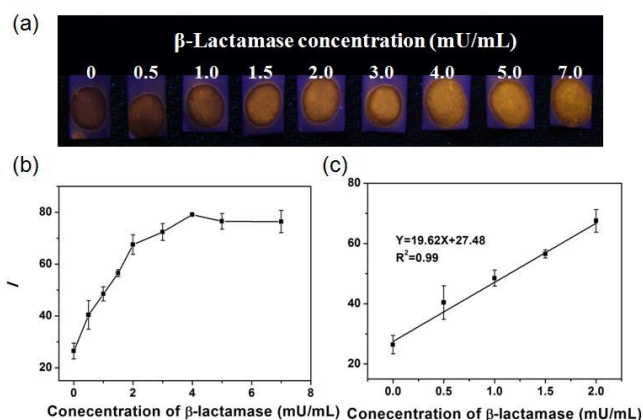 (a)
β-Lactamase concentration (mU/mL)
0 0.5 1.0 1.5 2.0 3.0 4.0 5.0 7.0
(b)
(c)
80
60
40
20
I
0 2 4 6 8
Conecentration of β-lactamase (mU/mL)
80
60
40
20
Y=19.62X+27.48
R²=0.99
0.0 0.5 1.0 1.5 2.0
Conecentration of β-lactamase (mU/mL)